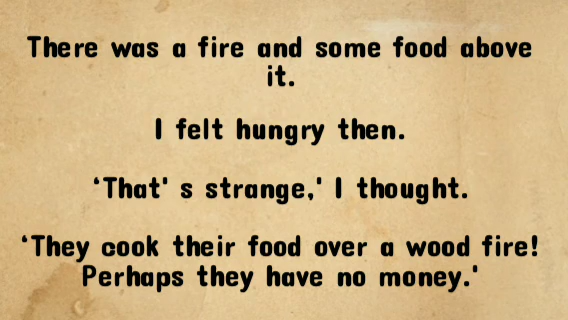 There was a fire and some food above
it.
I felt hungry then.
‘That' s strange,' I thought.
‘They cook their food over a wood fire!
Perhaps they have no money.'